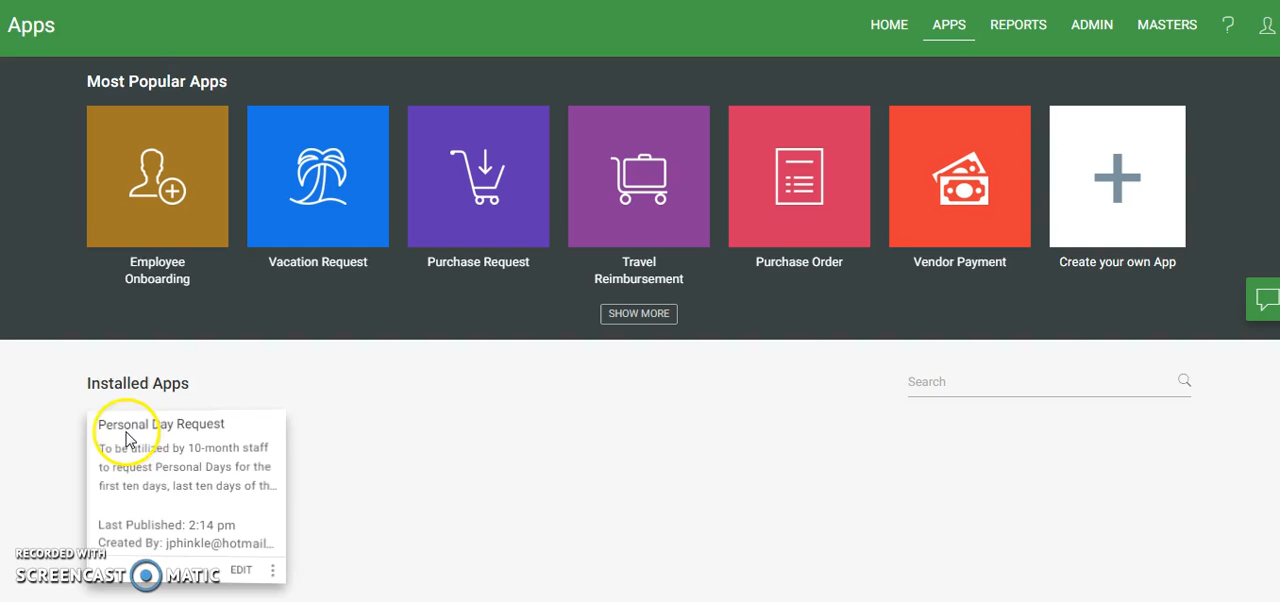 Apps
HOME APPS REPORTS ADMIN MASTERS ?
Most Popular Apps
Employee
Onboarding
Vacation Request
Purchase Request
Travel
Reimbursement
Purchase Order
Vendor Payment
Create your own App
SHOW MORE
Installed Apps
Search
Personal Day Request
To be utilized by 10-month staff
to request Personal Days for the
first ten days, last ten days of th...
Last Published: 2:14 pm
Created By: jphinkle@hotmail...
EDIT
RECORDED WITH
SCREENCAST MATIC